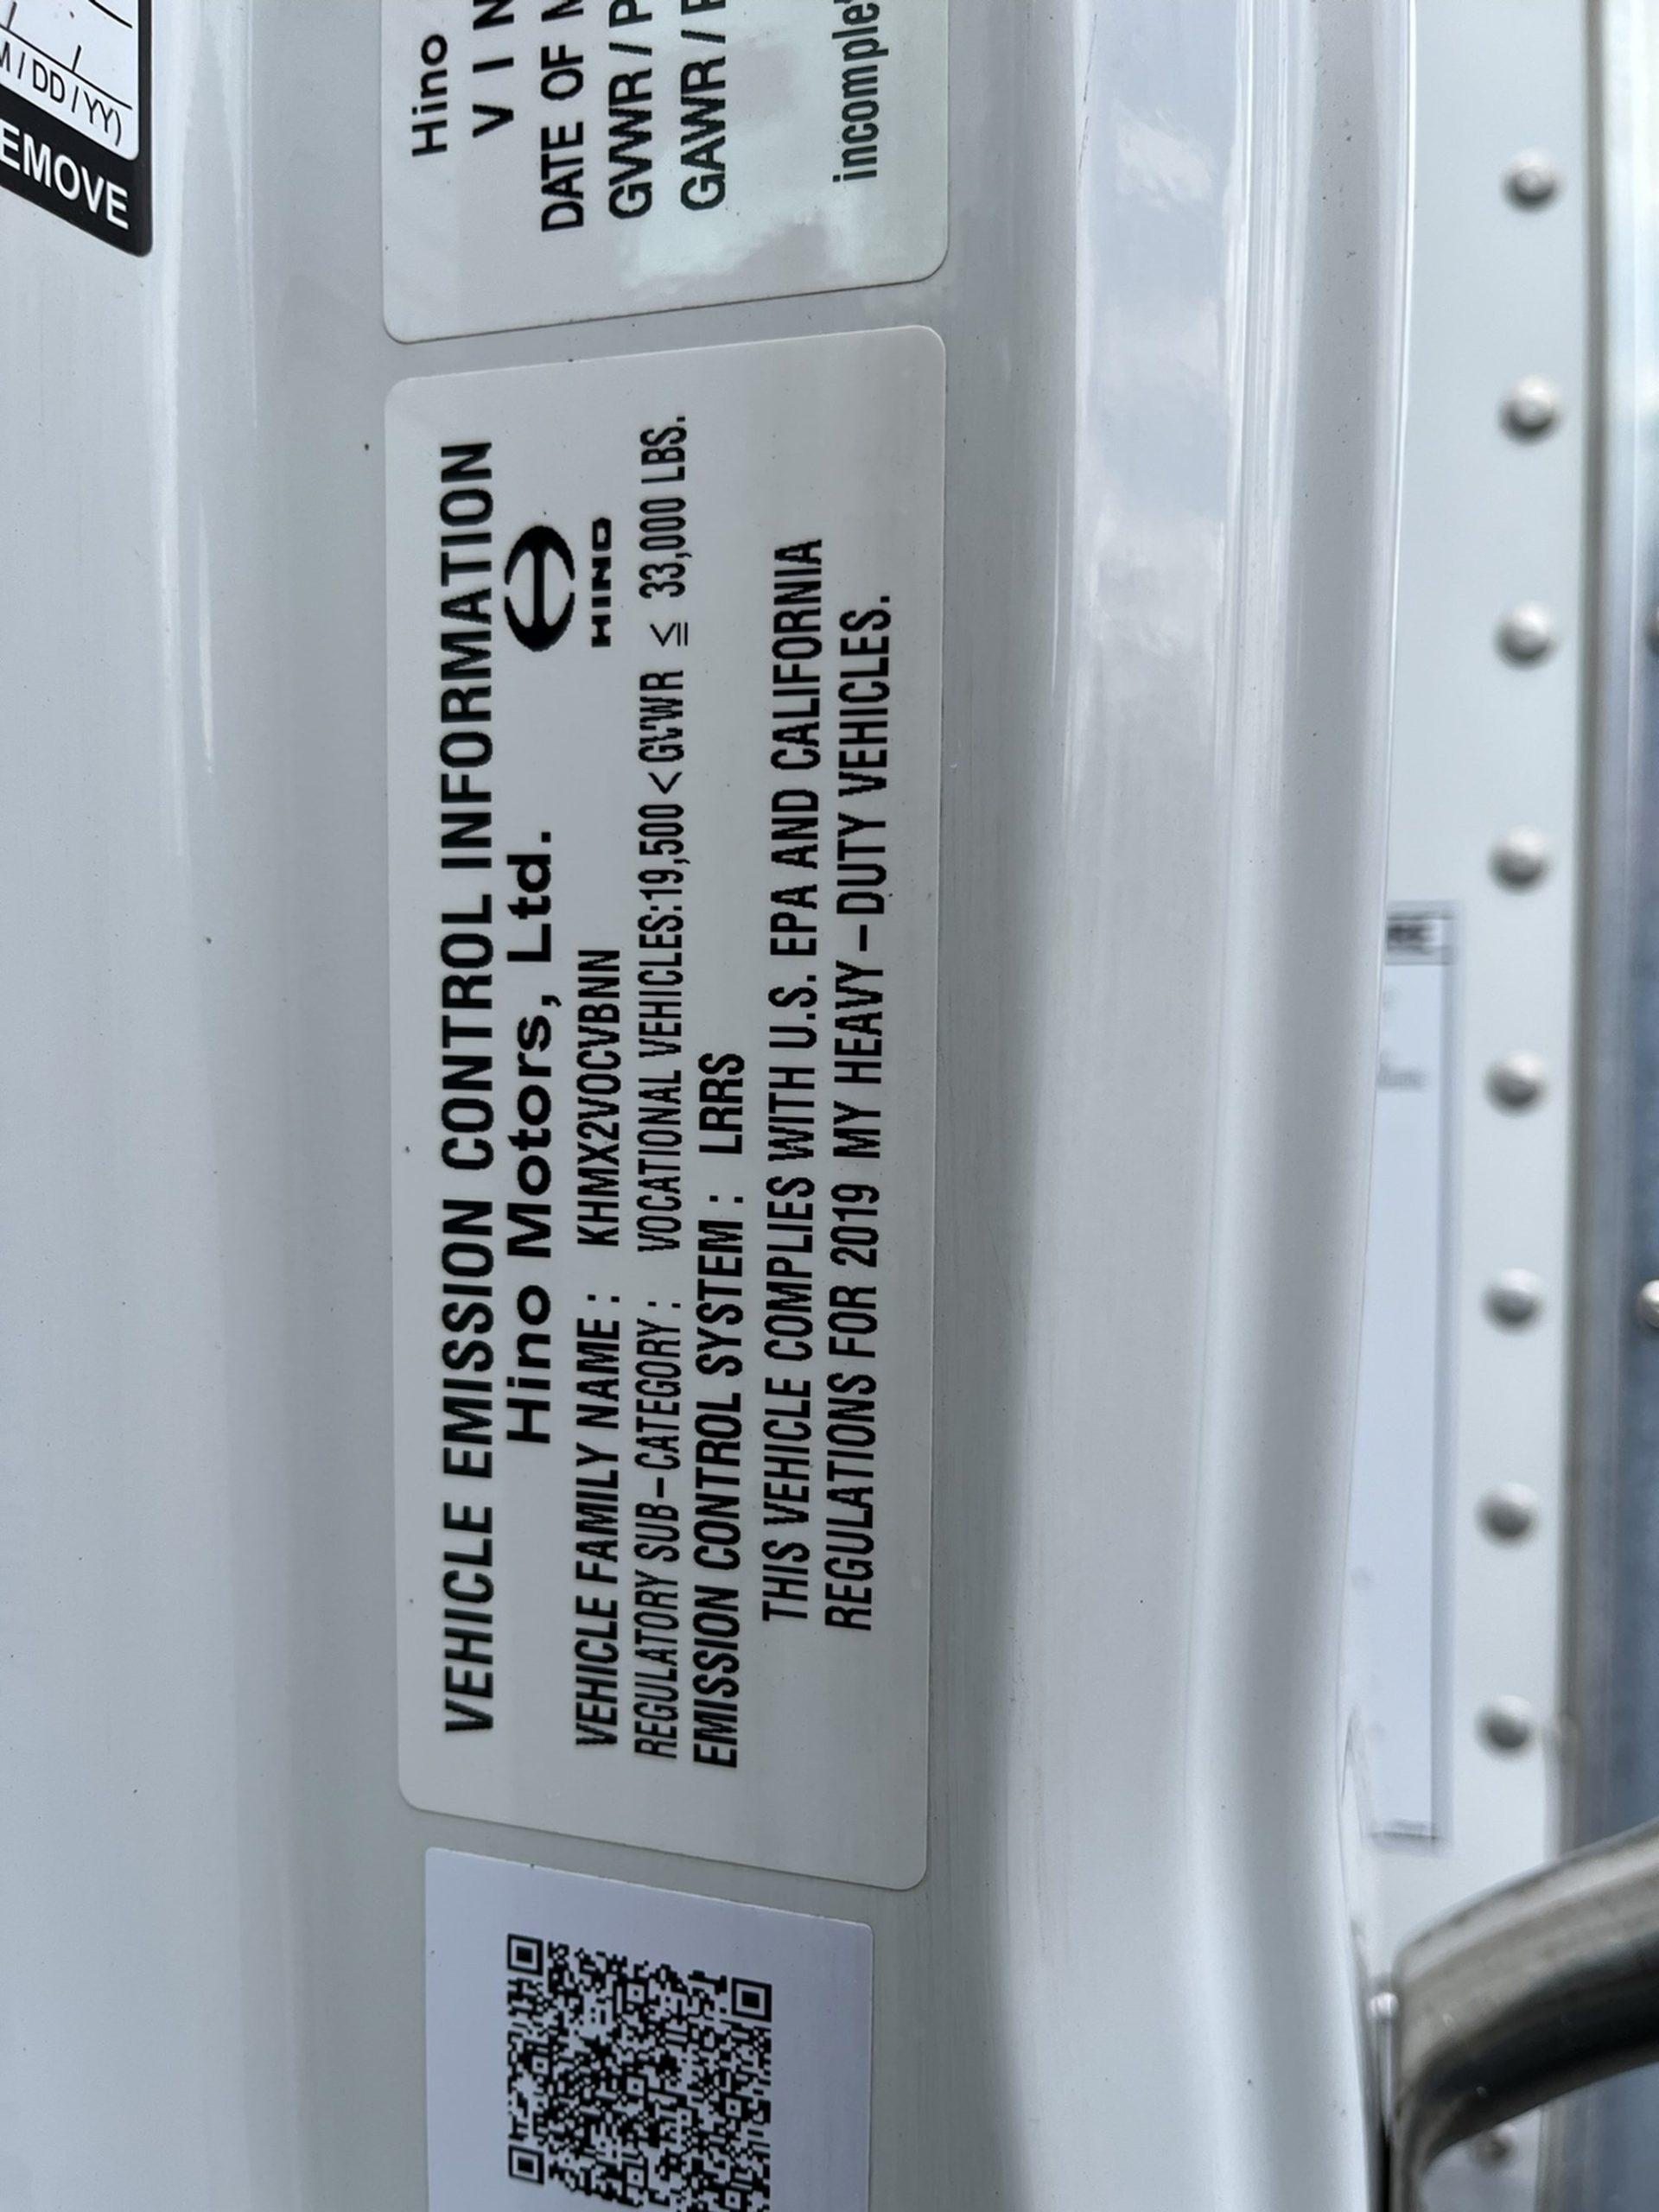 VEHICLE EMISSION CONTROL INFORMATION
Hino Motors, Ltd.
HINO
VEHICLE FAMILY NAME : KHMX2VOCVBNN
REGULATORY SUB-CATEGORY : VOCATIONAL VEHICLES:19,500<GVWR ≦ 33,000 LBS.
EMISSION CONTROL SYSTEM : LRRS
THIS VEHICLE COMPLIES WITH U.S. EPA AND CALIFORNIA
REGULATIONS FOR 2019 MY HEAVY-DUTY VEHICLES.
Hino
V I N
DATE OF
GVWR /
GAWR /
/ DD / YY)